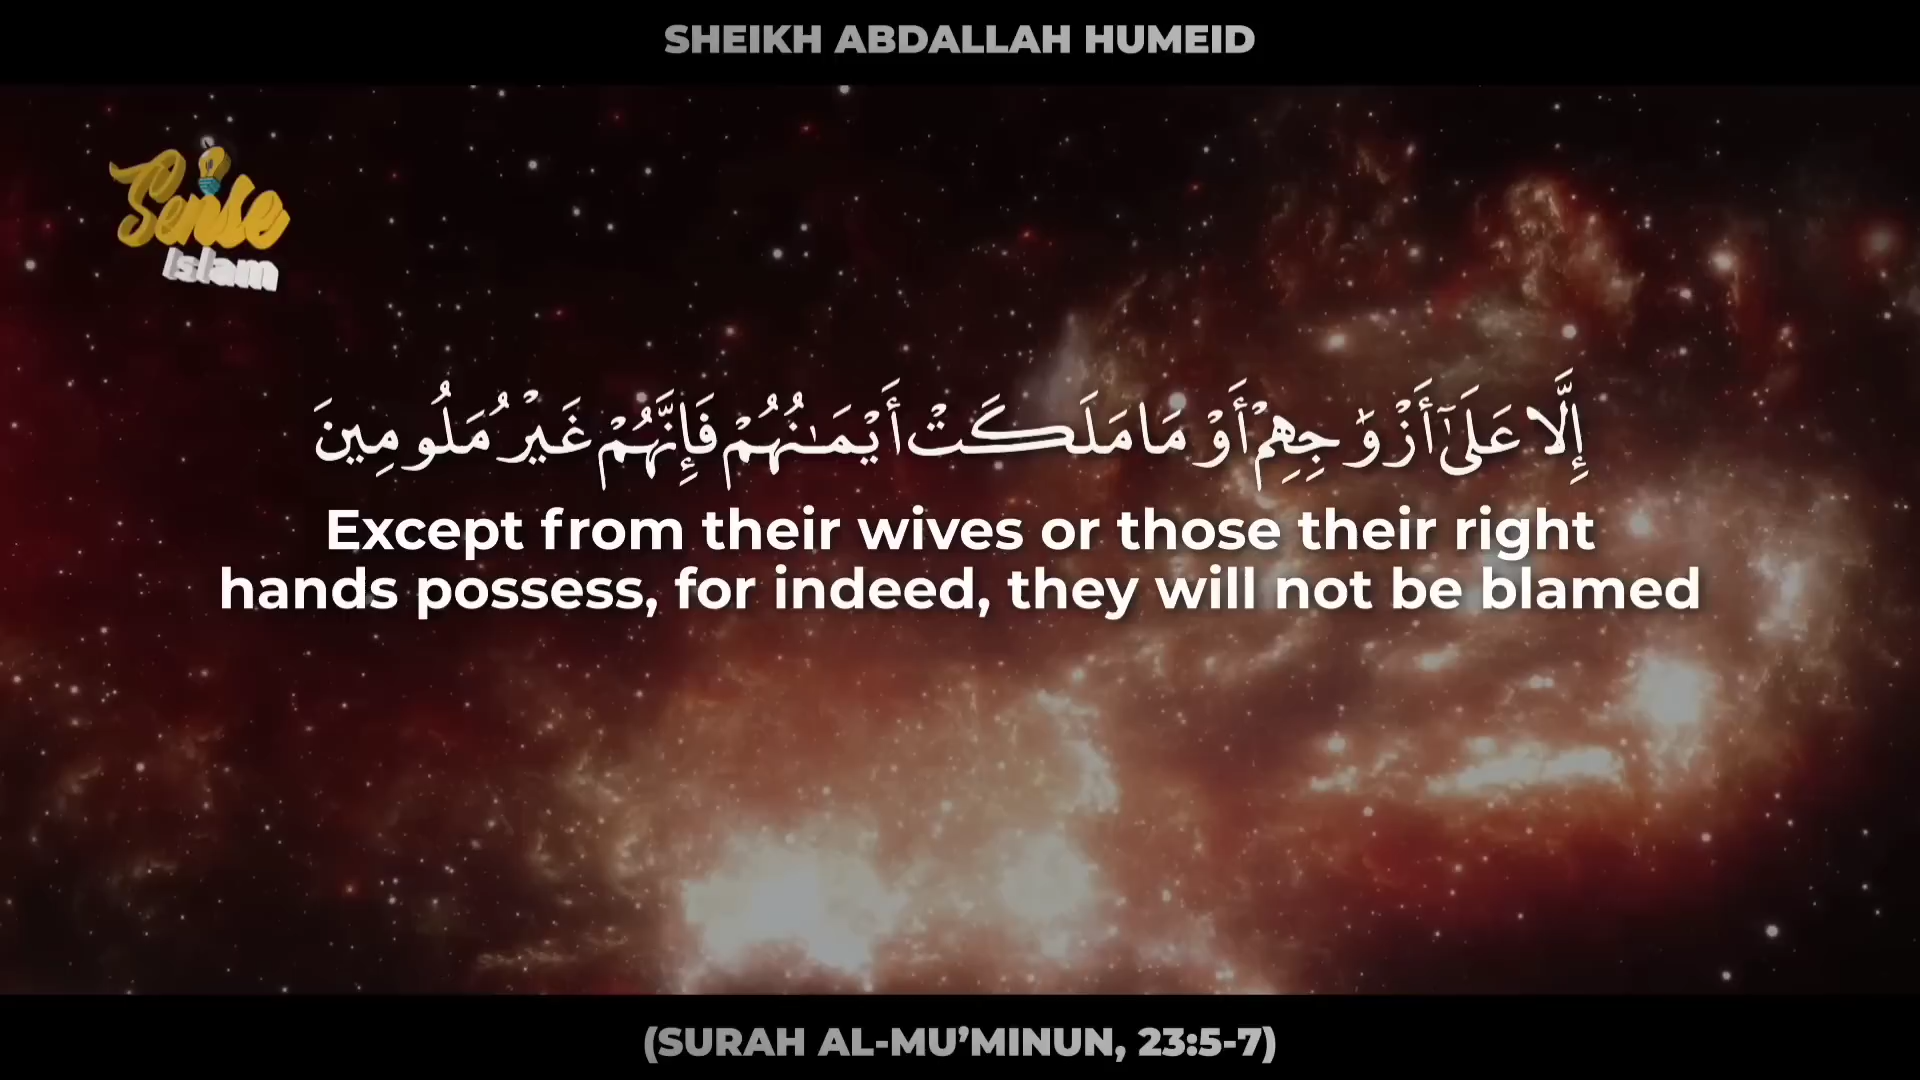 SHEIKH ABDALLAH HUMEID
Sense
Islam
إِلَّا عَلَىٰٓ أَزْوَٰجِهِمْ أَوْ مَا مَلَكَتْ أَيْمَـٰنُهُمْ فَإِنَّهُمْ غَيْرُ مَلُومِينَ
Except from their wives or those their right
hands possess, for indeed, they will not be blamed
(SURAH AL-MU’MINUN, 23:5-7)